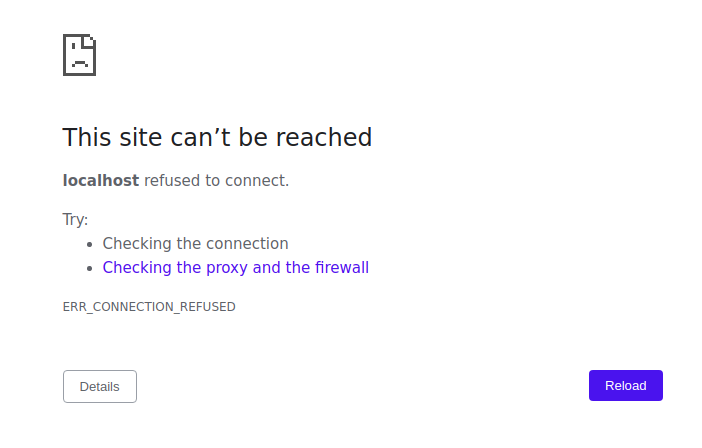 This site can’t be reached
localhost refused to connect.
Try:
• Checking the connection
• Checking the proxy and the firewall
ERR_CONNECTION_REFUSED
Details
Reload